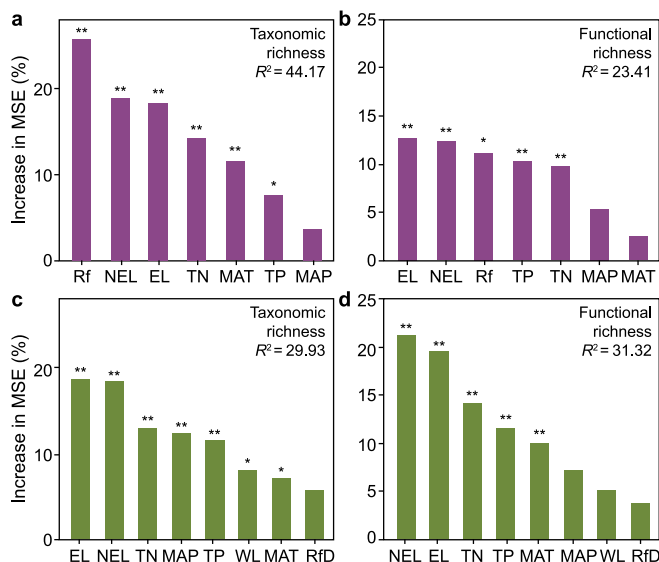 a
Taxonomic
richness
R² = 44.17
Increase in MSE (%)
20
10
0
**
**
**
**
**
*
Rf NEL EL TN MAT TP MAP
b
Functional
richness
R² = 23.41
25
20
15
10
5
0
** ** * ** **
EL NEL Rf TP TN MAP MAT
c
Taxonomic
richness
R² = 29.93
Increase in MSE (%)
20
10
0
** **
** ** **
* *
EL NEL TN MAP TP WL MAT RfD
d
Functional
richness
R² = 31.32
25
20
15
10
5
0
**
**
**
**
**
NEL EL TN TP MAT MAP WL RfD